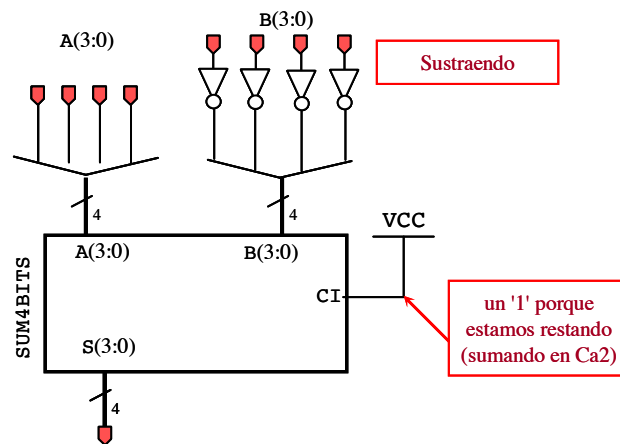 A(3:0)
B(3:0)
Sustraendo
4
4
VCC
A(3:0)
B(3:0)
CI
SUM4BITS
S(3:0)
4
un '1' porque
estamos restando
(sumando en Ca2)